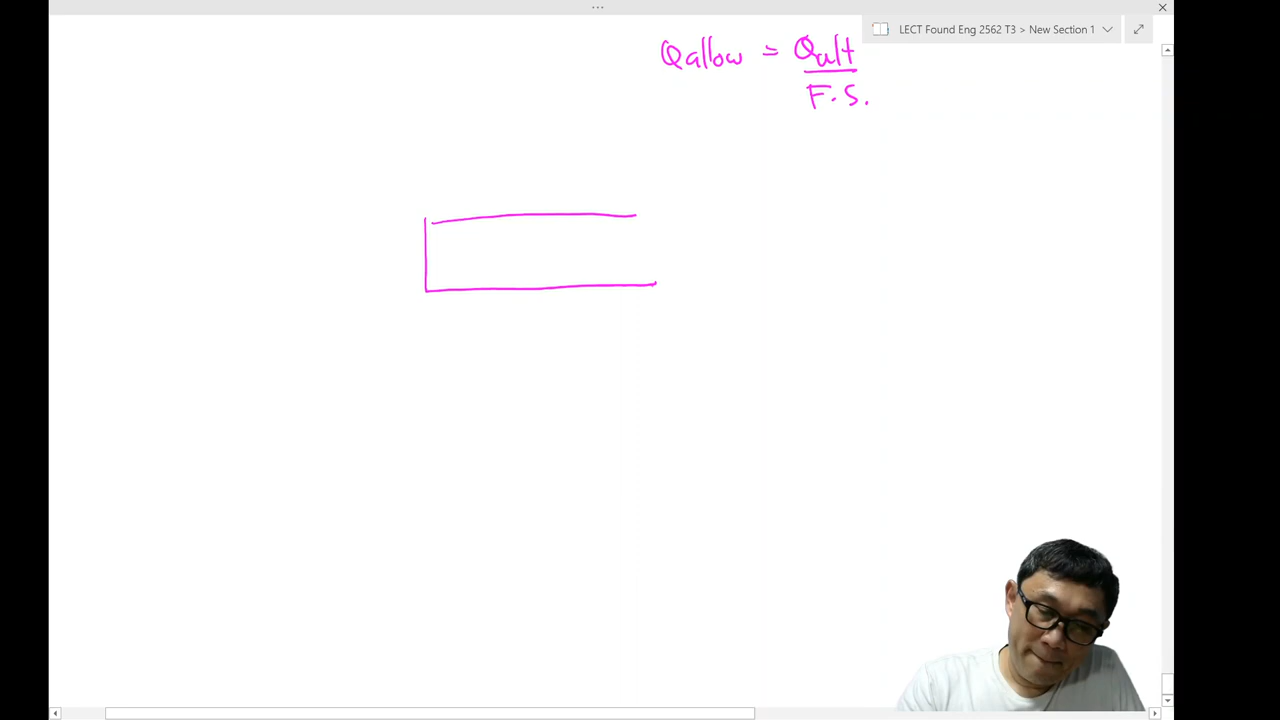 LECT Found Eng 2562 T3 > New Section 1
Qallow = Qult
F.S.